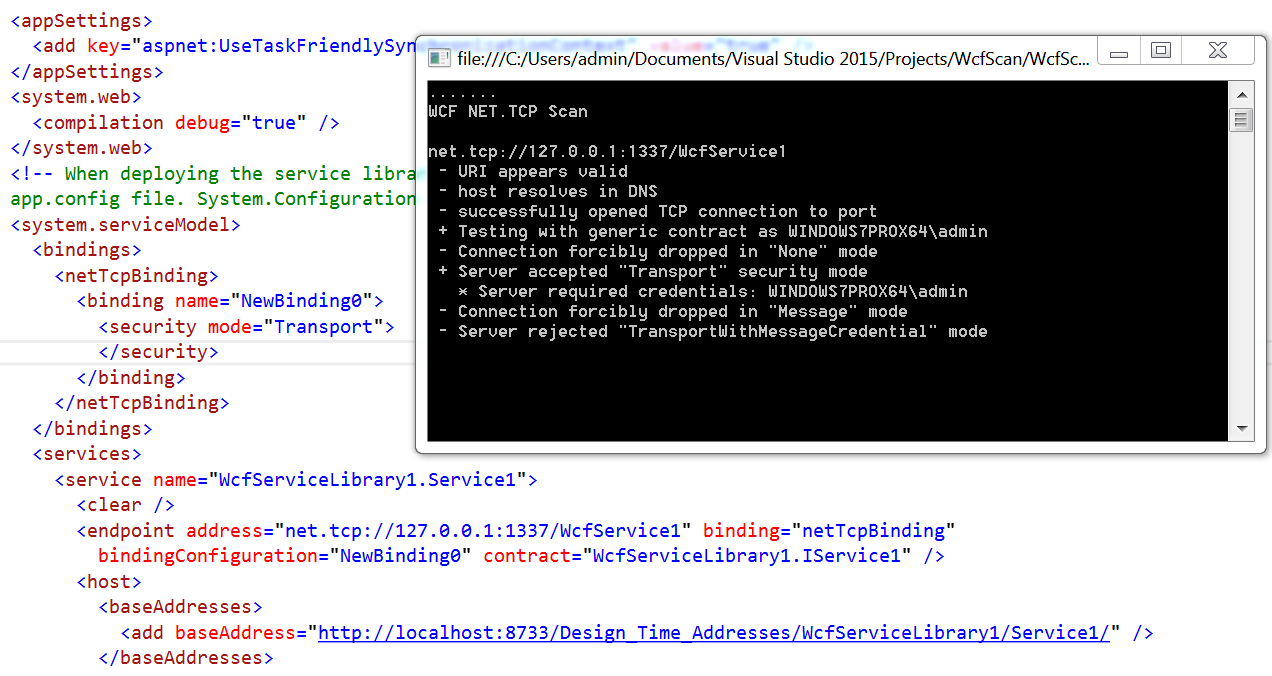 <appSettings>
<add key="aspnet:UseTaskFriendlySynchronizationContext" value="true" />
</appSettings>
<system.web>
<compilation debug="true" />
</system.web>
<!-- When deploying the service libra
app.config file. System.Configuration
<system.serviceModel>
<bindings>
<netTcpBinding>
<binding name="NewBinding0">
<security mode="Transport">
</security>
</binding>
</netTcpBinding>
</bindings>
<services>
<service name="WcfServiceLibrary1.Service1">
<clear />
<endpoint address="net.tcp://127.0.0.1:1337/WcfService1" binding="netTcpBinding"
bindingConfiguration="NewBinding0" contract="WcfServiceLibrary1.IService1" />
<host>
<baseAddresses>
<add baseAddress="http://localhost:8733/Design_Time_Addresses/WcfServiceLibrary1/Service1/" />
</baseAddresses>
file:///C:/Users/admin/Documents/Visual Studio 2015/Projects/WcfScan/WcfSc...
.......
WCF NET.TCP Scan
net.tcp://127.0.0.1:1337/WcfService1
- URI appears valid
- host resolves in DNS
- successfully opened TCP connection to port
+ Testing with generic contract as WINDOWS7PROX64\admin
- Connection forcibly dropped in "None" mode
+ Server accepted "Transport" security mode
* Server required credentials: WINDOWS7PROX64\admin
- Connection forcibly dropped in "Message" mode
- Server rejected "TransportWithMessageCredential" mode